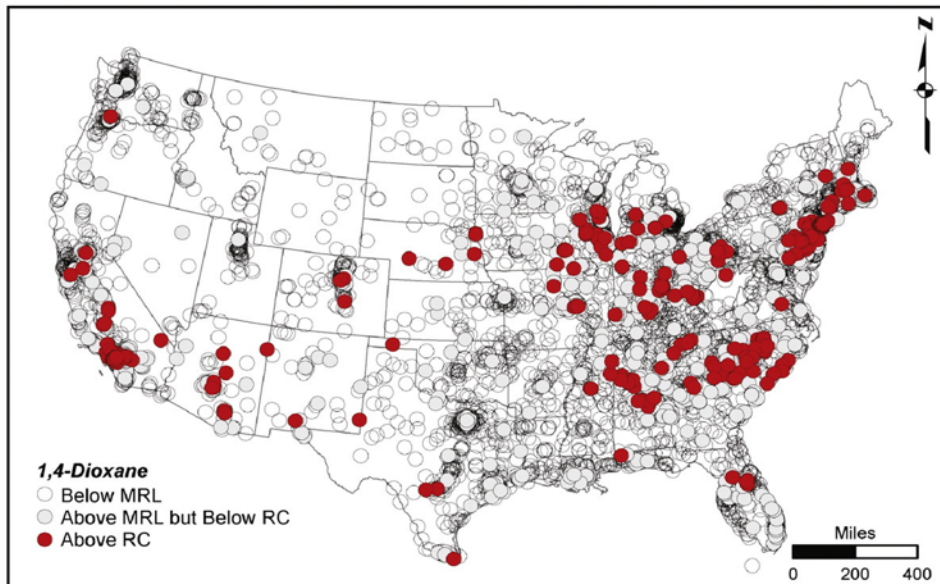 N
1,4-Dioxane
Below MRL
Above MRL but Below RC
Above RC
Miles
0 200 400